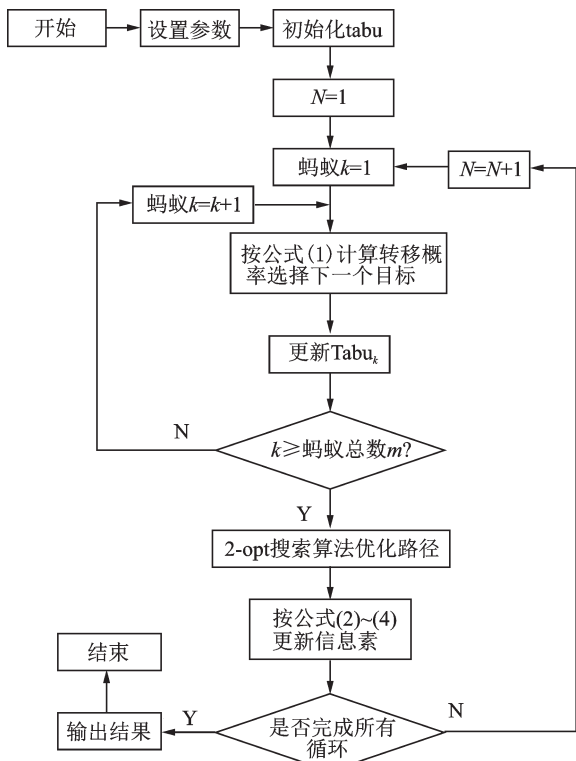 开始
设置参数
初始化tabu
N=1
蚂蚁k=1
N=N+1
蚂蚁k=k+1
按公式(1)计算转移概
率选择下一个目标
更新Tabuk
N
k≥蚂蚁总数m?
Y
2-opt搜索算法优化路径
按公式(2)~(4)
更新信息素
结束
输出结果
Y
是否完成所有
循环
N